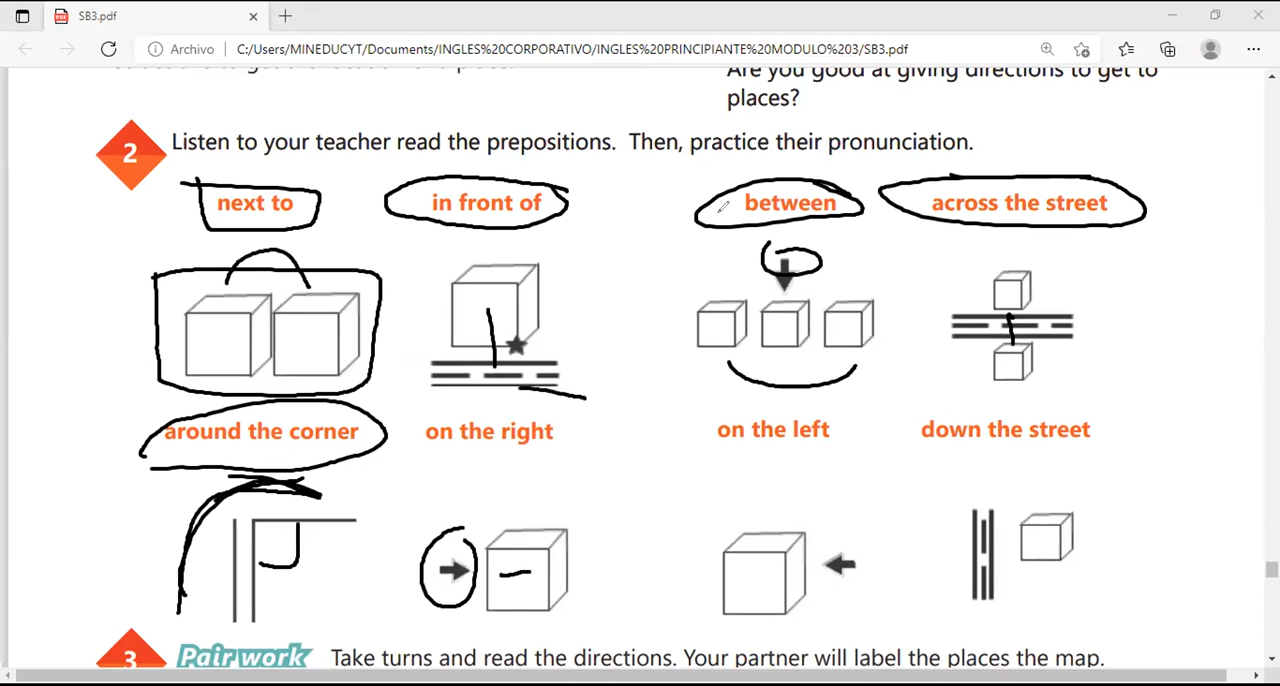 SB3.pdf
Archivo
C:/Users/MINEDUCYT/Documents/INGLES%20CORPORATIVO/INGLES%20PRINCIPIANTE%20MODULO%203/SB3.pdf
Are you good at giving directions to get to
places?
2
Listen to your teacher read the prepositions. Then, practice their pronunciation.
next to in front of between across the street
around the corner on the right on the left down the street
3
Pair work Take turns and read the directions. Your partner will label the places the map.